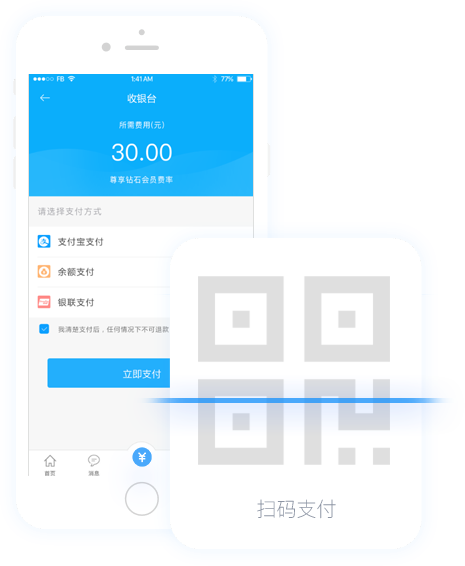 FB 1:41 AM 77%
收银台
所需费用(元)
30.00
尊享钻石会员费率
请选择支付方式
支付宝支付
余额支付
银联支付
我清楚支付后，任何情况下不可退款
立即支付
¥
首页 消息
扫码支付